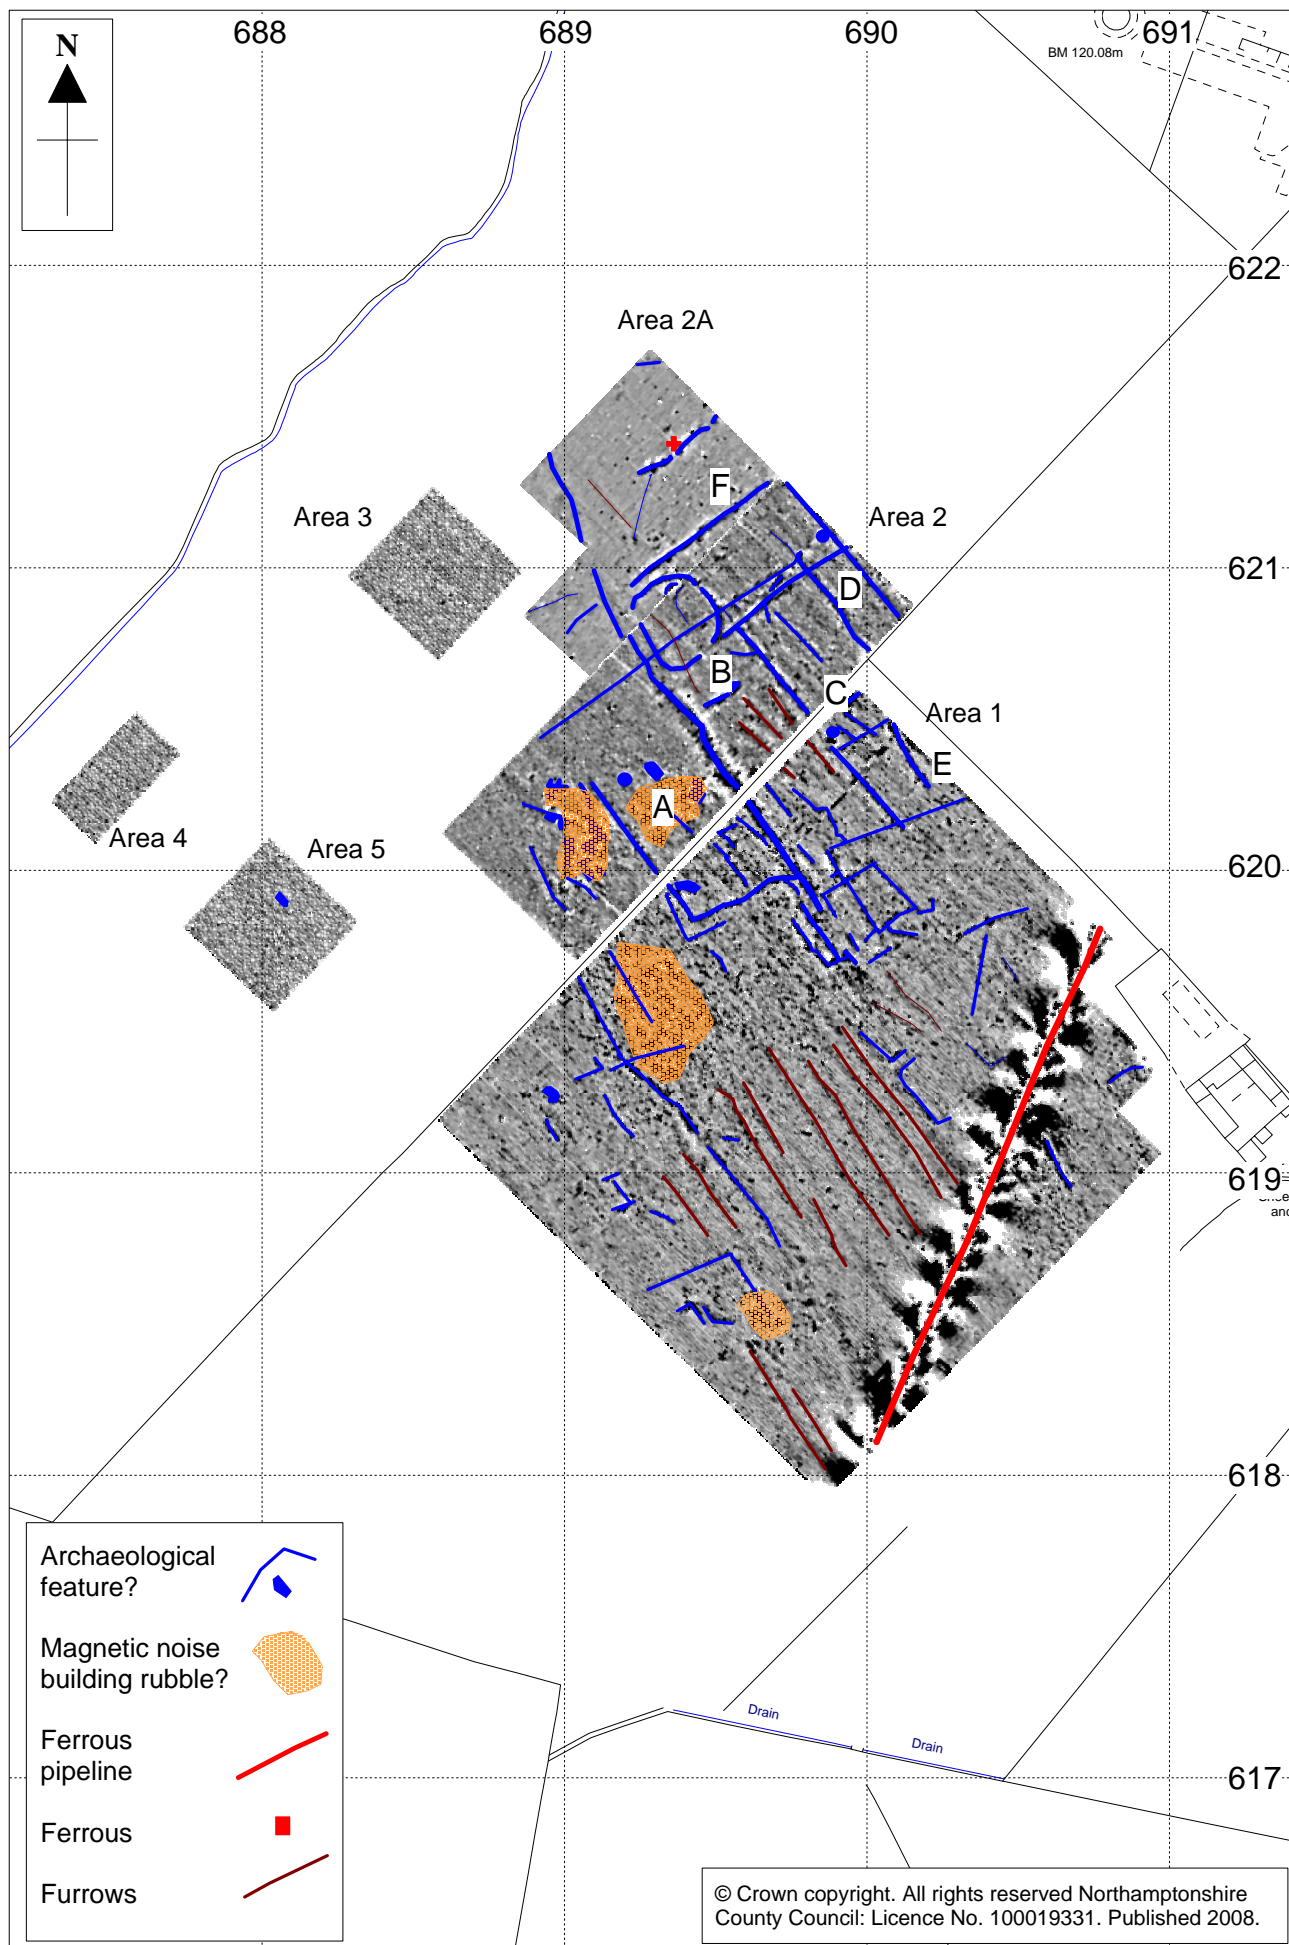 688
689
690
691
N
BM 120.08m
622
Area 2A
F
Area 3
Area 2
621
D
B
C
Area 1
E
A
Area 4
Area 5
620
619
and
618
Archaeological
feature?
Magnetic noise
building rubble?
Ferrous
pipeline
Ferrous
Furrows
Drain
Drain
617
© Crown copyright. All rights reserved Northamptonshire
County Council: Licence No. 100019331. Published 2008.